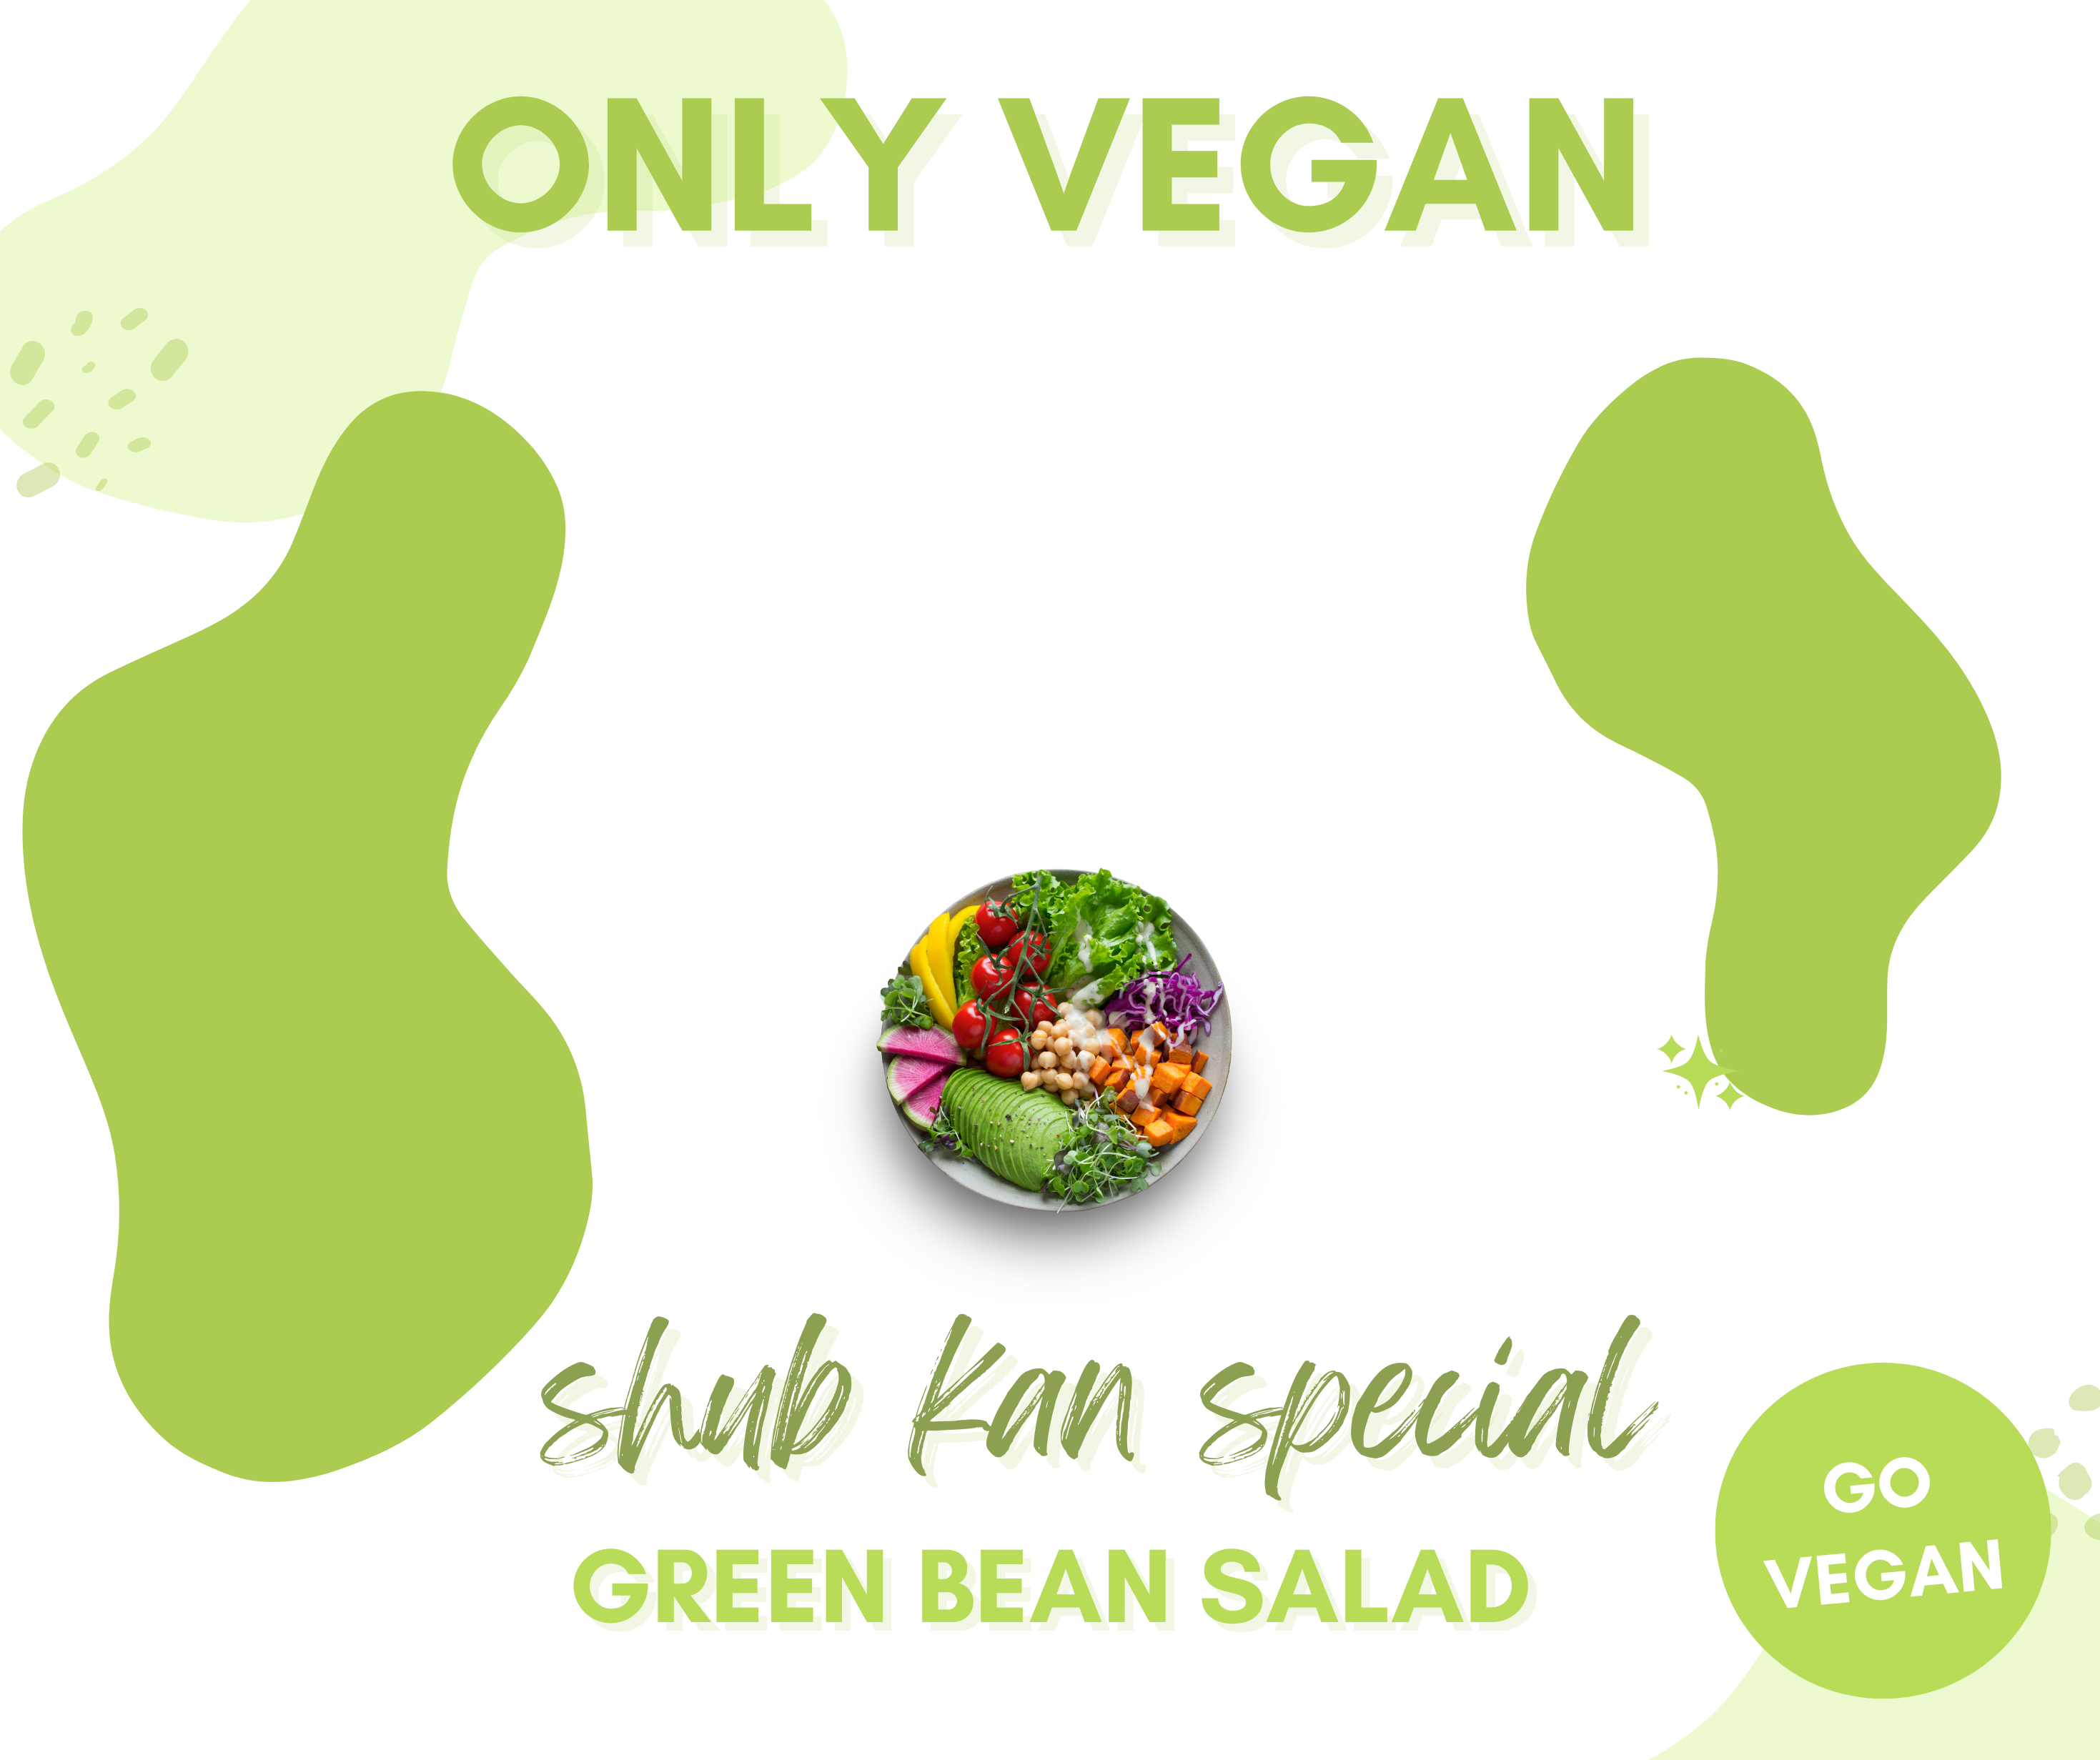 ONLY VEGAN
shub kan special
GREEN BEAN SALAD
GO
VEGAN